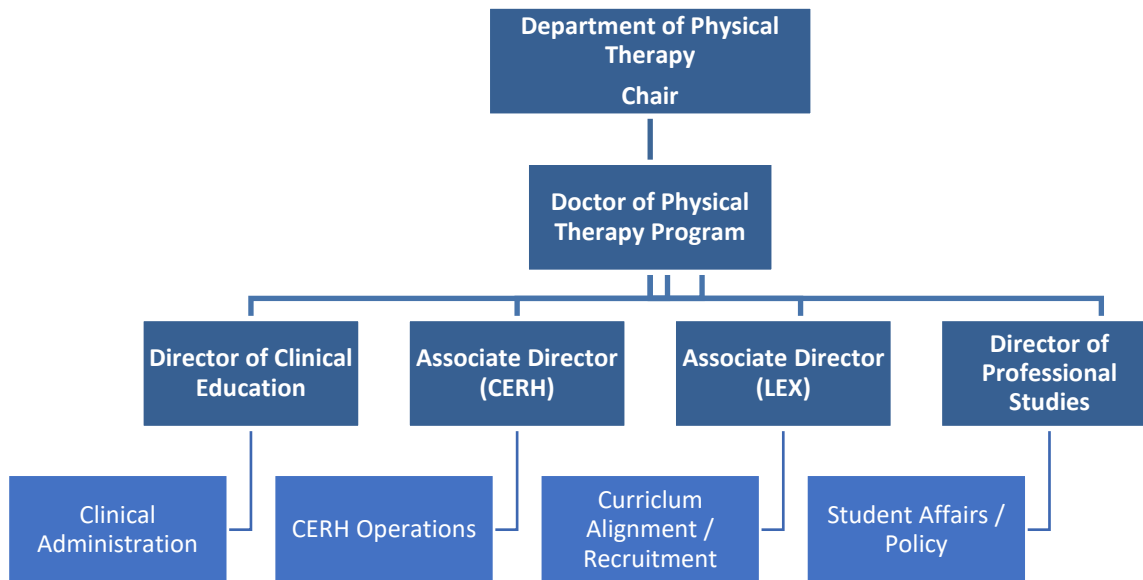 Department of Physical
Therapy
Chair
Doctor of Physical
Therapy Program
Director of Clinical
Education
Associate Director
(CERH)
Associate Director
(LEX)
Director of
Professional
Studies
Clinical
Administration
CERH Operations
Curriclum
Alignment /
Recruitment
Student Affairs /
Policy